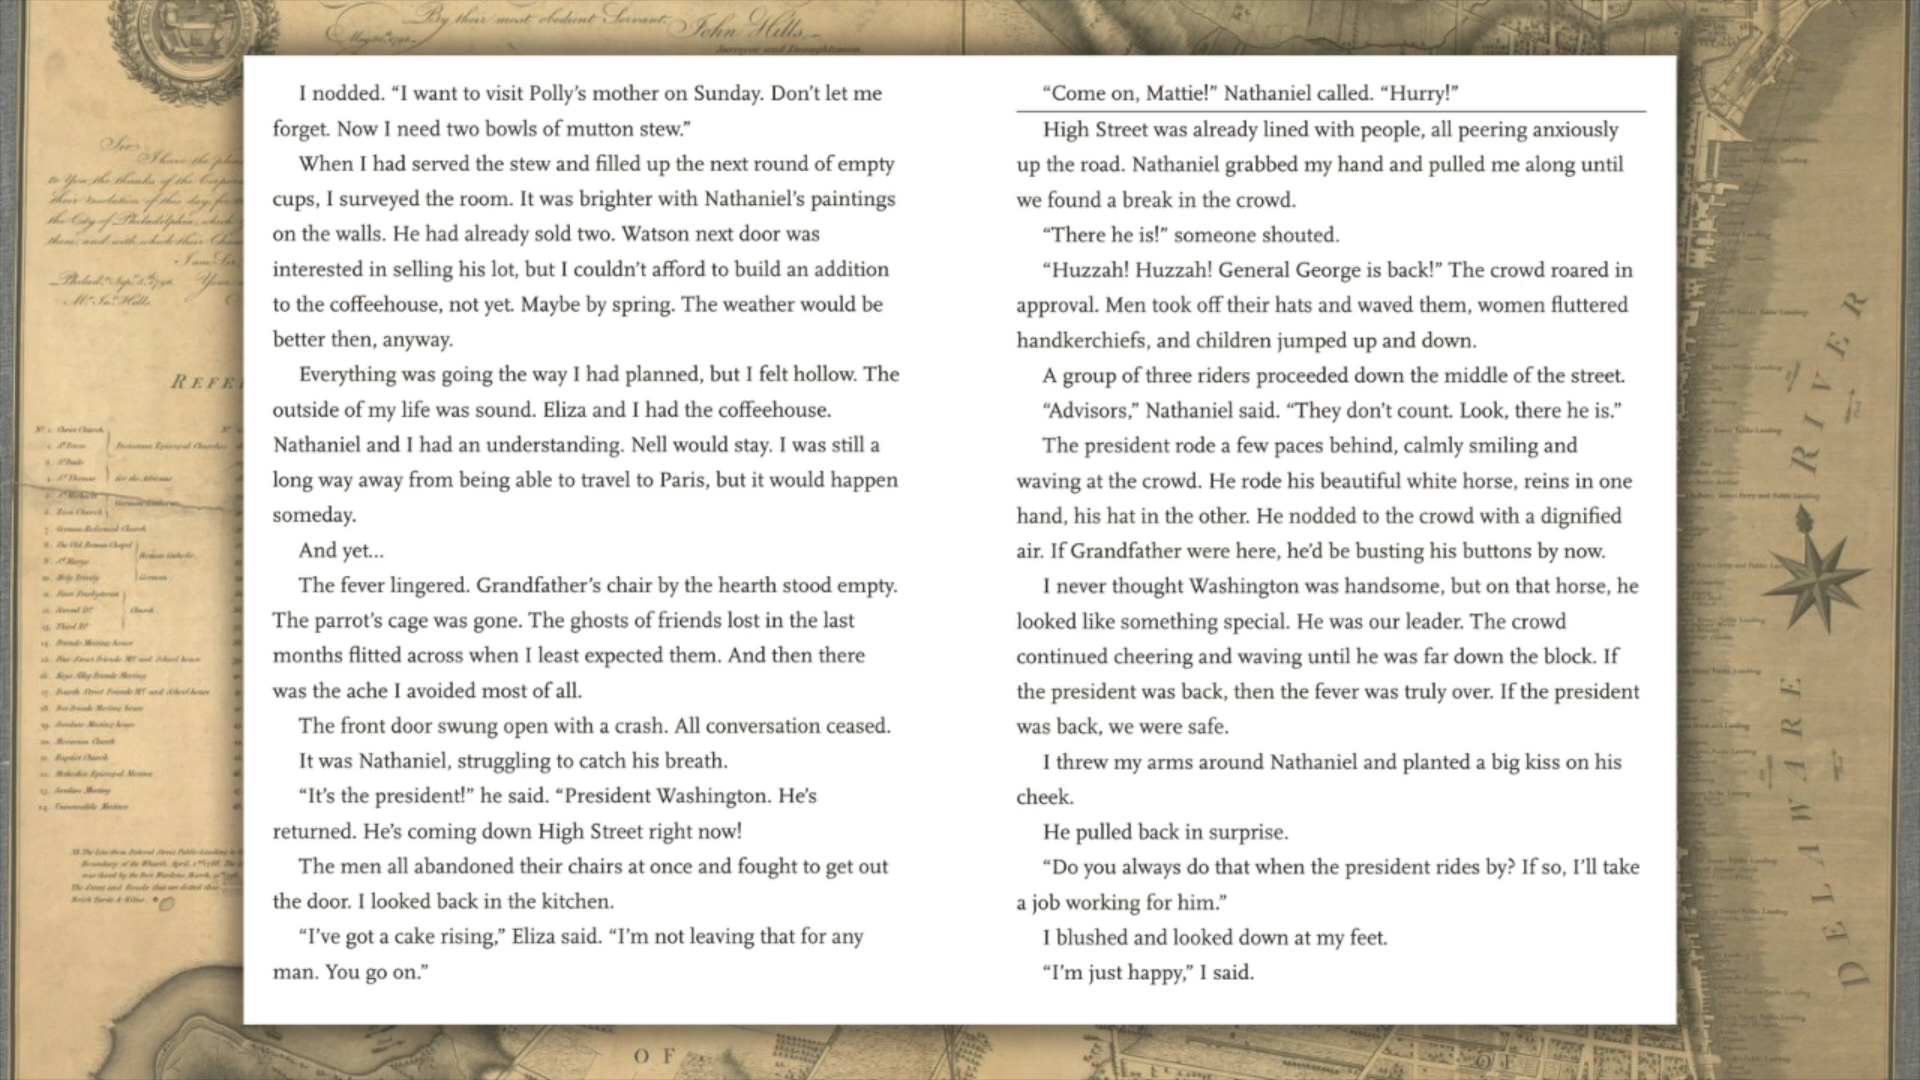 By their most obedient Servant,
John Hills,
Surveyor and Draughtsman
Sir
REFE
I nodded. “I want to visit Polly’s mother on Sunday. Don’t let me
forget. Now I need two bowls of mutton stew.”
When I had served the stew and filled up the next round of empty
cups, I surveyed the room. It was brighter with Nathaniel’s paintings
on the walls. He had already sold two. Watson next door was
interested in selling his lot, but I couldn’t afford to build an addition
to the coffeehouse, not yet. Maybe by spring. The weather would be
better then, anyway.
Everything was going the way I had planned, but I felt hollow. The
outside of my life was sound. Eliza and I had the coffeehouse.
Nathaniel and I had an understanding. Nell would stay. I was still a
long way away from being able to travel to Paris, but it would happen
someday.
And yet...
The fever lingered. Grandfather’s chair by the hearth stood empty.
The parrot’s cage was gone. The ghosts of friends lost in the last
months flitted across when I least expected them. And then there
was the ache I avoided most of all.
The front door swung open with a crash. All conversation ceased.
It was Nathaniel, struggling to catch his breath.
“It’s the president!” he said. “President Washington. He’s
returned. He’s coming down High Street right now!
The men all abandoned their chairs at once and fought to get out
the door. I looked back in the kitchen.
“I’ve got a cake rising,” Eliza said. “I’m not leaving that for any
man. You go on.”
“Come on, Mattie!” Nathaniel called. “Hurry!”
High Street was already lined with people, all peering anxiously
up the road. Nathaniel grabbed my hand and pulled me along until
we found a break in the crowd.
“There he is!” someone shouted.
“Huzzah! Huzzah! General George is back!” The crowd roared in
approval. Men took off their hats and waved them, women fluttered
handkerchiefs, and children jumped up and down.
A group of three riders proceeded down the middle of the street.
“Advisors,” Nathaniel said. “They don’t count. Look, there he is.”
The president rode a few paces behind, calmly smiling and
waving at the crowd. He rode his beautiful white horse, reins in one
hand, his hat in the other. He nodded to the crowd with a dignified
air. If Grandfather were here, he’d be busting his buttons by now.
I never thought Washington was handsome, but on that horse, he
looked like something special. He was our leader. The crowd
continued cheering and waving until he was far down the block. If
the president was back, then the fever was truly over. If the president
was back, we were safe.
I threw my arms around Nathaniel and planted a big kiss on his
cheek.
He pulled back in surprise.
“Do you always do that when the president rides by? If so, I’ll take
a job working for him.”
I blushed and looked down at my feet.
“I’m just happy,” I said.
DELAWARE RIVER
OF
OF